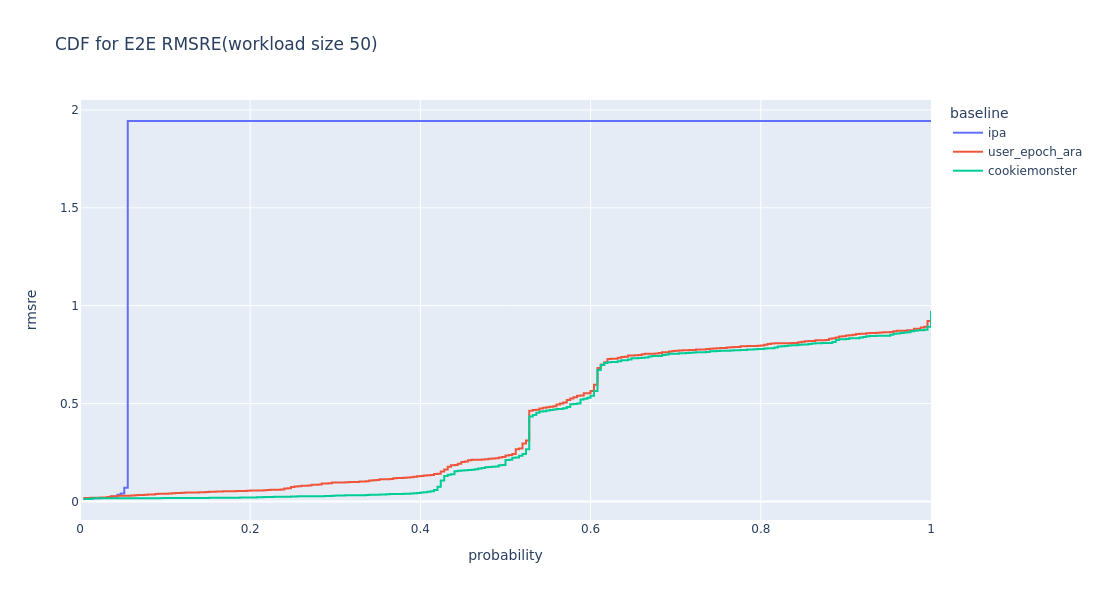 CDF for E2E RMSRE(workload size 50)
baseline
ipa
user_epoch_ara
cookiemonster
2
1.5
1
0.5
0
rmsre
0 0.2 0.4 0.6 0.8 1
probability